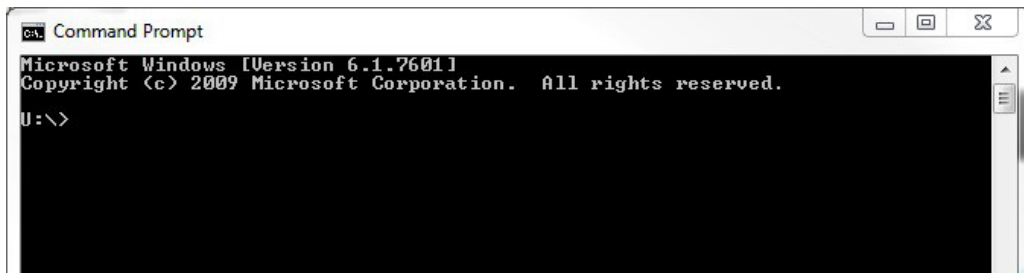 Command Prompt
Microsoft Windows [Version 6.1.7601]
Copyright (c) 2009 Microsoft Corporation.  All rights reserved.
U:\>